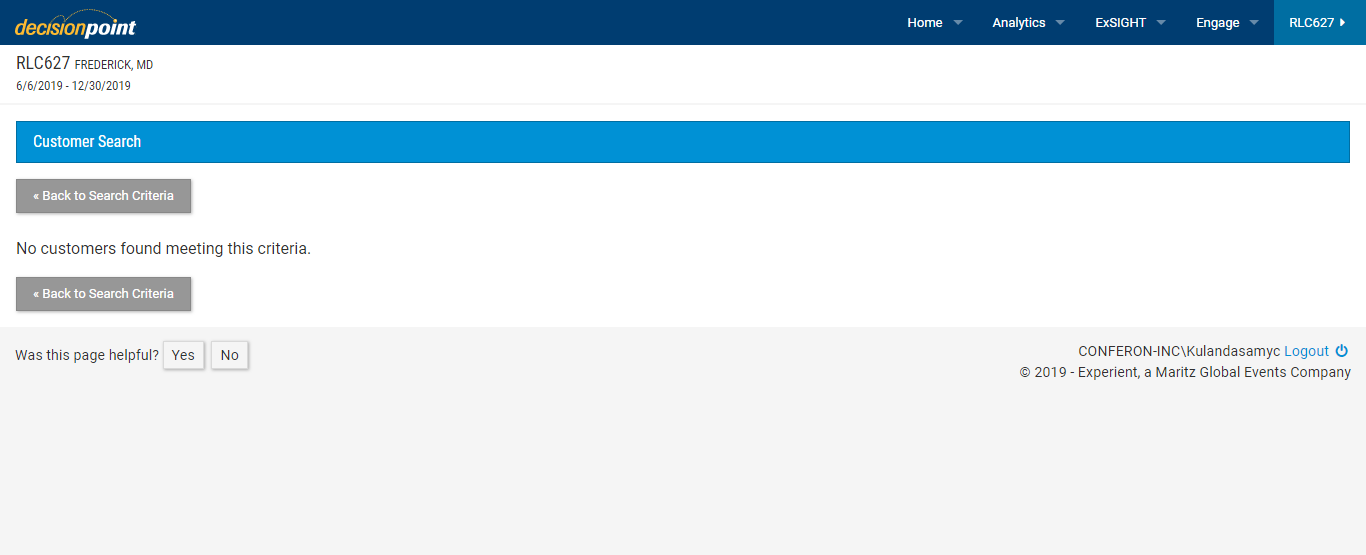 decisionpoint
Home Analytics ExSIGHT Engage RLC627
RLC627 FREDERICK, MD
6/6/2019 - 12/30/2019
Customer Search
« Back to Search Criteria
No customers found meeting this criteria.
« Back to Search Criteria
Was this page helpful? Yes No
CONFERON-INC\Kulandasamyc Logout
© 2019 - Experient, a Maritz Global Events Company